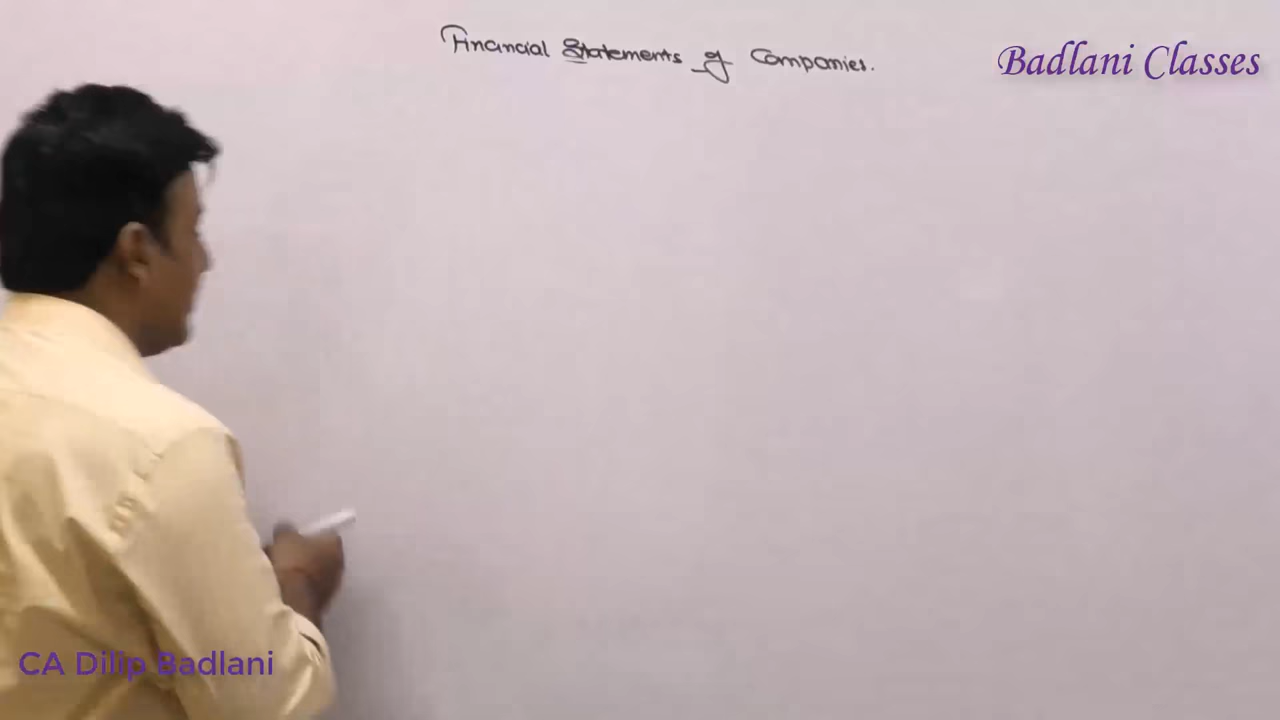 Financial Statements of Companies.
Badlani Classes
CA Dilip Badlani